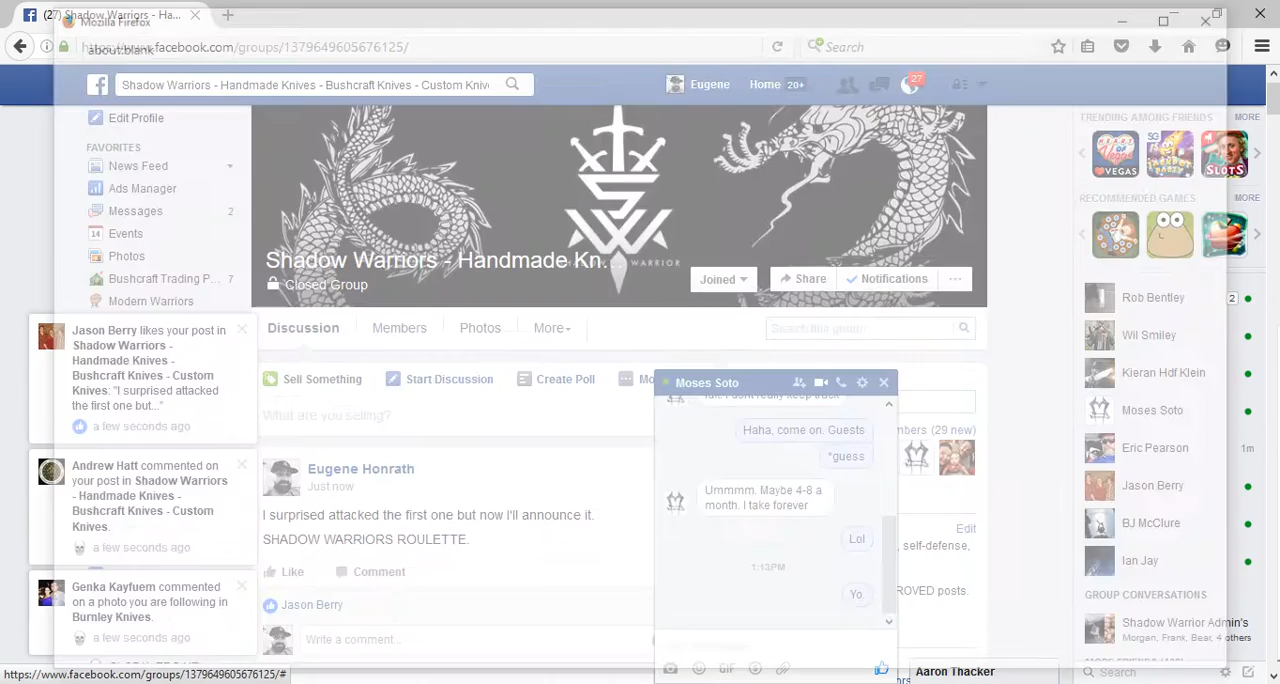 (27) Shadow Warriors - Ha...
Mozilla Firefox
about:blank
https://www.facebook.com/groups/1379649605676125/
Search
Shadow Warriors - Handmade Knives - Bushcraft Knives - Custom Knive
Eugene
Home 20+
27
Edit Profile
FAVORITES
News Feed
Ads Manager
Messages 2
Events
Photos
Bushcraft Trading P... 7
Modern Warriors
Shadow Warriors - Handmade Kn...
Closed Group
Joined
Share
Notifications
Discussion
Members
Photos
More
Search this group
Sell Something
Start Discussion
Create Poll
What are you selling?
Eugene Honrath
Just now
I surprised attacked the first one but now I'll announce it.
SHADOW WARRIORS ROULETTE.
Like
Comment
Jason Berry
Write a comment...
Jason Berry likes your post in
Shadow Warriors -
Handmade Knives -
Bushcraft Knives - Custom
Knives: "I surprised attacked
the first one but..."
a few seconds ago
Andrew Hatt commented on
your post in Shadow Warriors
- Handmade Knives -
Bushcraft Knives - Custom
Knives.
a few seconds ago
Genka Kayfuem commented
on a photo you are following in
Burnley Knives.
a few seconds ago
https://www.facebook.com/groups/1379649605676125/#
Moses Soto
Haha, come on. Guests
*guess
Ummmm. Maybe 4-8 a
month. I take forever
Lol
1:13PM
Yo.
GIF
(29 new)
Edit
, self-defense,
ROVED posts.
Aaron Thacker
TRENDING AMONG FRIENDS MORE
HEART OF VEGAS
SG
JACKPOT PARTY
SLOTS
RECOMMENDED GAMES MORE
Rob Bentley 2
Wil Smiley
Kieran Hdf Klein
Moses Soto
Eric Pearson 1m
Jason Berry
BJ McClure
Ian Jay
GROUP CONVERSATIONS
Shadow Warrior Admin's
Morgan, Frank, Bear, 4 others
Search